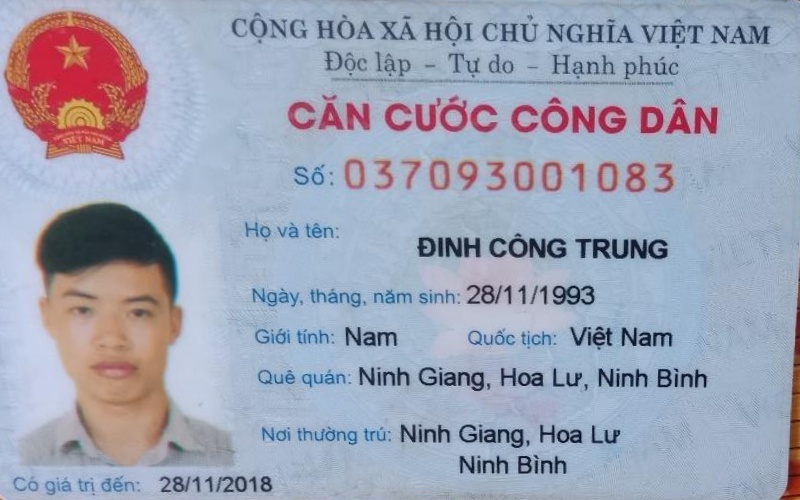 CỘNG HÒA XÃ HỘI CHỦ NGHĨA VIỆT NAM
Độc lập – Tự do – Hạnh phúc
CĂN CƯỚC CÔNG DÂN
Số: 037093001083
Họ và tên: ĐINH CÔNG TRUNG
Ngày, tháng, năm sinh: 28/11/1993
Giới tính: Nam Quốc tịch: Việt Nam
Quê quán: Ninh Giang, Hoa Lư, Ninh Bình
Nơi thường trú: Ninh Giang, Hoa Lư
Ninh Bình
Có giá trị đến: 28/11/2018
VIỆT NAM